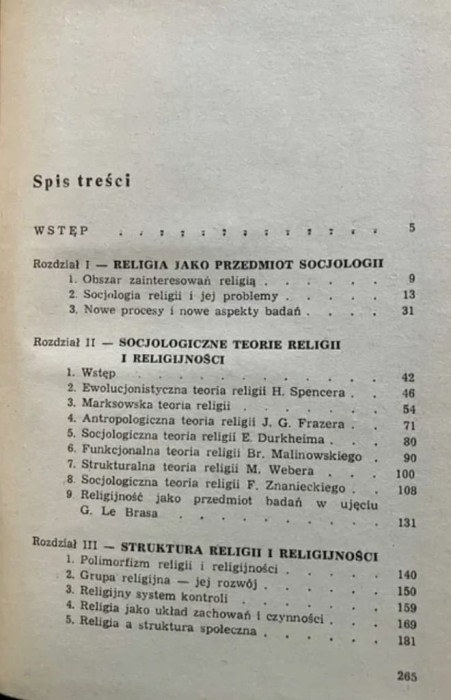 Spis treści
WSTĘP . . . . . . . . . . . . . 5
Rozdział I — RELIGIA JAKO PRZEDMIOT SOCJOLOGII
1. Obszar zainteresowań religią . . . . . 9
2. Socjologia religii i jej problemy . . . . . 13
3. Nowe procesy i nowe aspekty badań . . . . 31
Rozdział II — SOCJOLOGICZNE TEORIE RELIGII
I RELIGIJNOŚCI
1. Wstęp . . . . . . . . . . . 42
2. Ewolucjonistyczna teoria religii H. Spencera . . 46
3. Marksowska teoria religii . . . . . . . 54
4. Antropologiczna teoria religii J. G. Frazera . . 71
5. Socjologiczna teoria religii E. Durkheima . . . 80
6. Funkcjonalna teoria religii Br. Malinowskiego . 90
7. Strukturalna teoria religii M. Webera . . . 100
8. Socjologiczna teoria religii F. Znanieckiego . . 108
9 Religijność jako przedmiot badań w ujęciu
G. Le Brasa . . . . . . . . . 131
Rozdział III — STRUKTURA RELIGII I RELIGIJNOŚCI
1. Polimorfizm religii i religijności . . . . . 140
2. Grupa religijna — jej rozwój . . . . . . 150
3. Religijny system kontroli . . . . . . . 159
4. Religia jako układ zachowań i czynności . . . 169
5. Religia a struktura społeczna . . . . . . 181
265